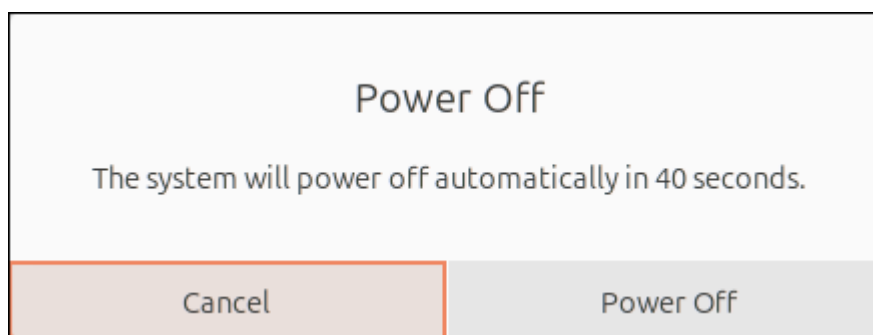 Power Off
The system will power off automatically in 40 seconds.
Cancel
Power Off